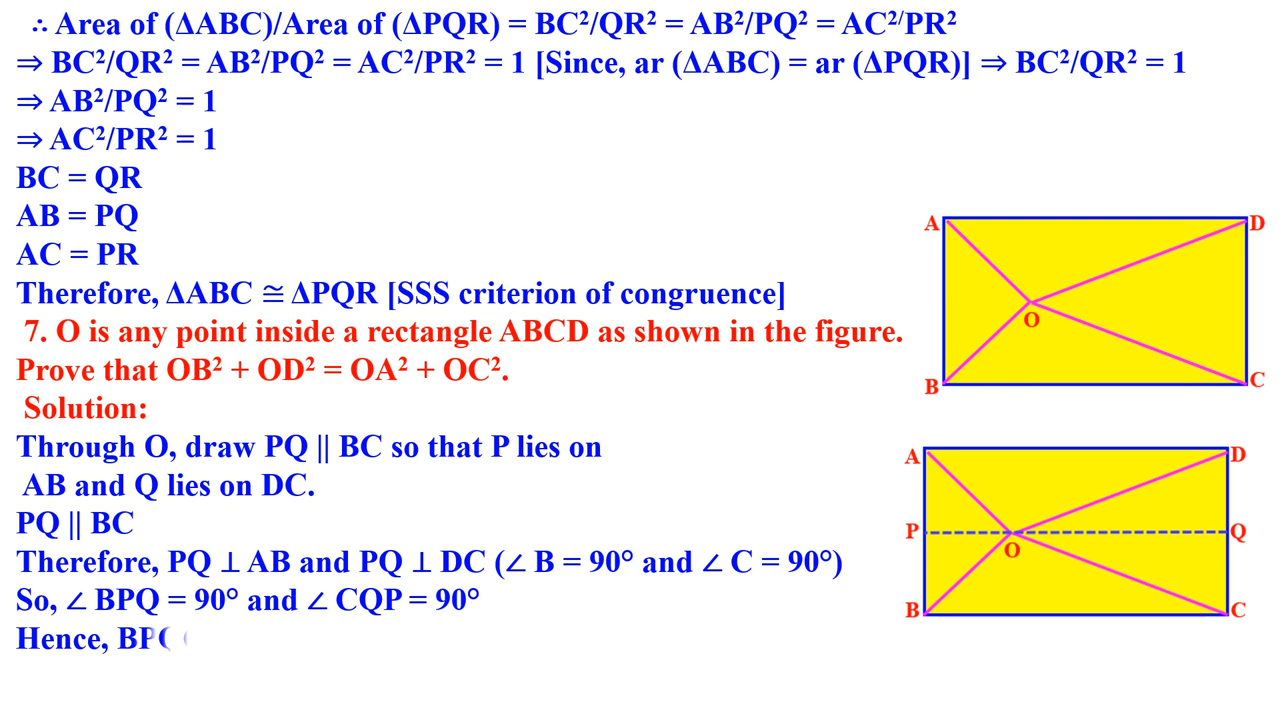 ∴ Area of (ΔABC)/Area of (ΔPQR) = BC²/QR² = AB²/PQ² = AC²ᐟPR²
⇒ BC²/QR² = AB²/PQ² = AC²/PR² = 1 [Since, ar (ΔABC) = ar (ΔPQR)] ⇒ BC²/QR² = 1
⇒ AB²/PQ² = 1
⇒ AC²/PR² = 1
BC = QR
AB = PQ
AC = PR
Therefore, ΔABC ≅ ΔPQR [SSS criterion of congruence]
7. O is any point inside a rectangle ABCD as shown in the figure.
Prove that OB² + OD² = OA² + OC².
Solution:
Through O, draw PQ || BC so that P lies on
AB and Q lies on DC.
PQ || BC
Therefore, PQ ⊥ AB and PQ ⊥ DC (∠ B = 90° and ∠ C = 90°)
So, ∠ BPQ = 90° and ∠ CQP = 90°
Hence,
A D
O
B C
A D
P Q
O
B C